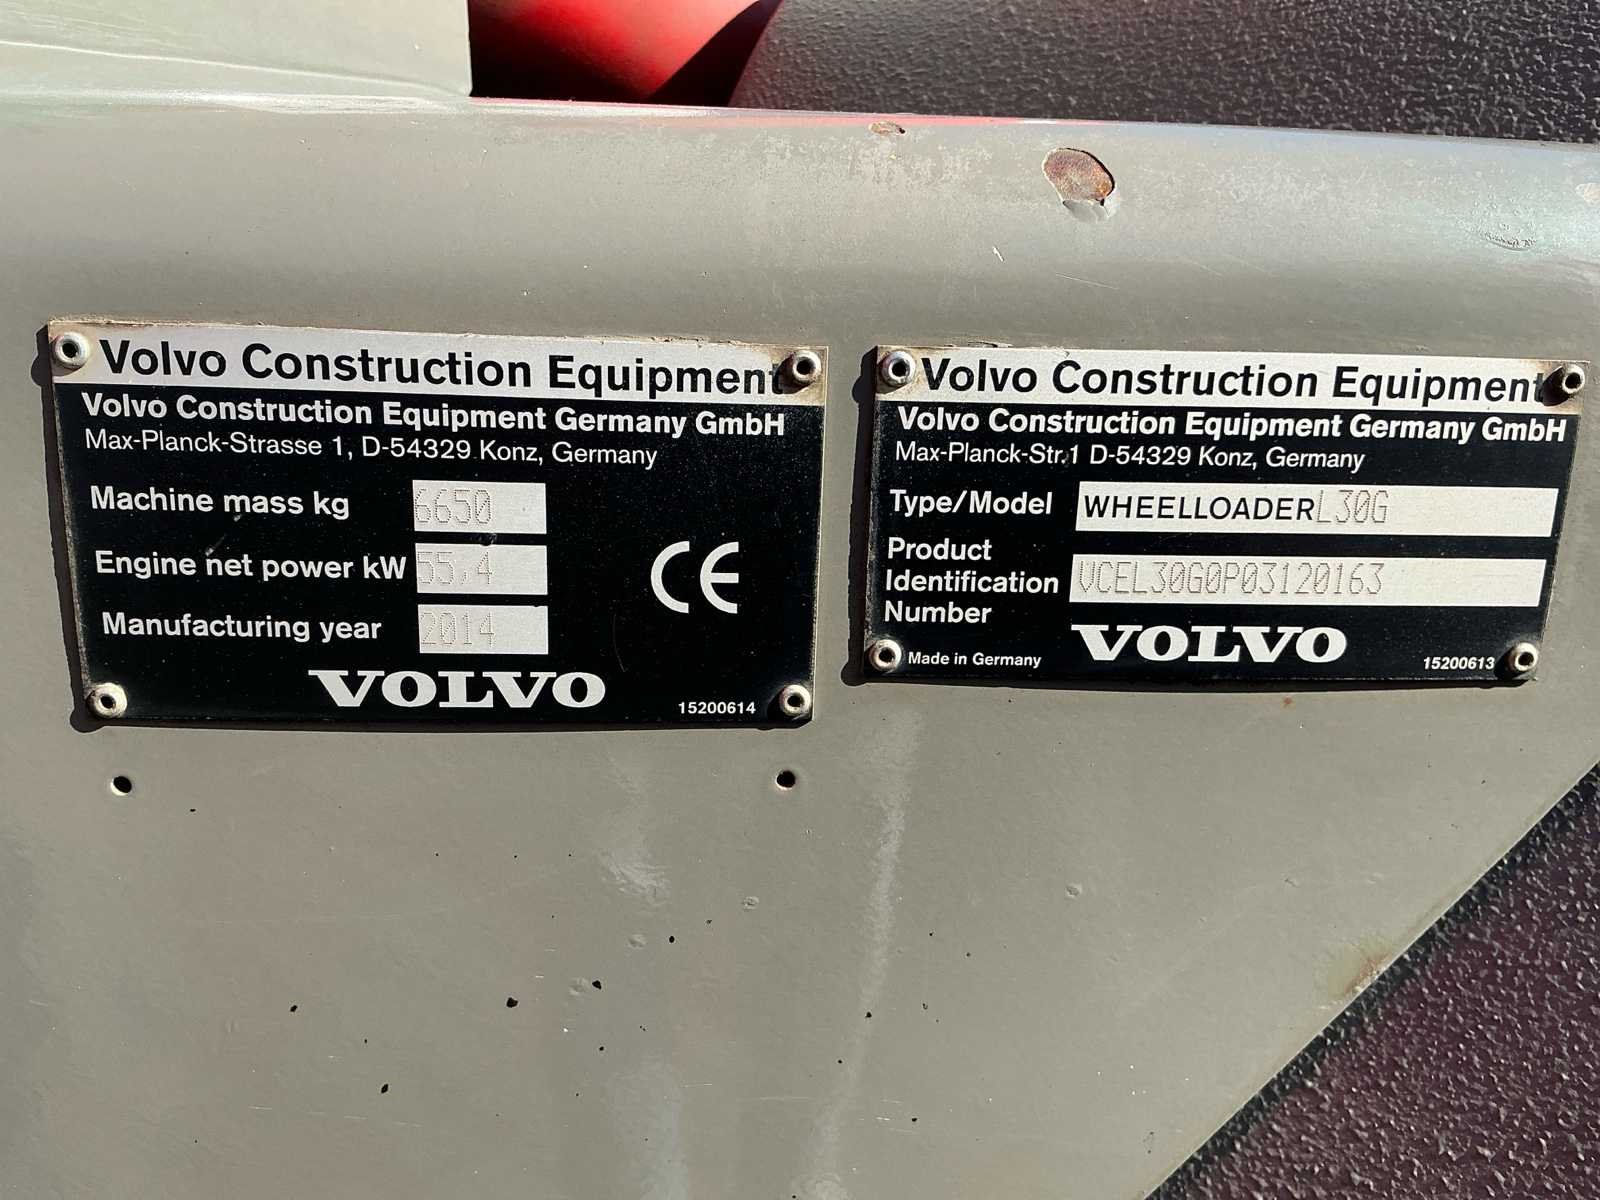 Volvo Construction Equipment
Volvo Construction Equipment Germany GmbH
Max-Planck-Strasse 1, D-54329 Konz, Germany
Machine mass kg 6650
Engine net power kW 55,4
Manufacturing year 2014
CE
VOLVO
15200614
Volvo Construction Equipment
Volvo Construction Equipment Germany GmbH
Max-Planck-Str.1 D-54329 Konz, Germany
Type/Model WHEELLOADER L30G
Product
Identification VCEL30G0P03120163
Number
Made in Germany VOLVO 15200613